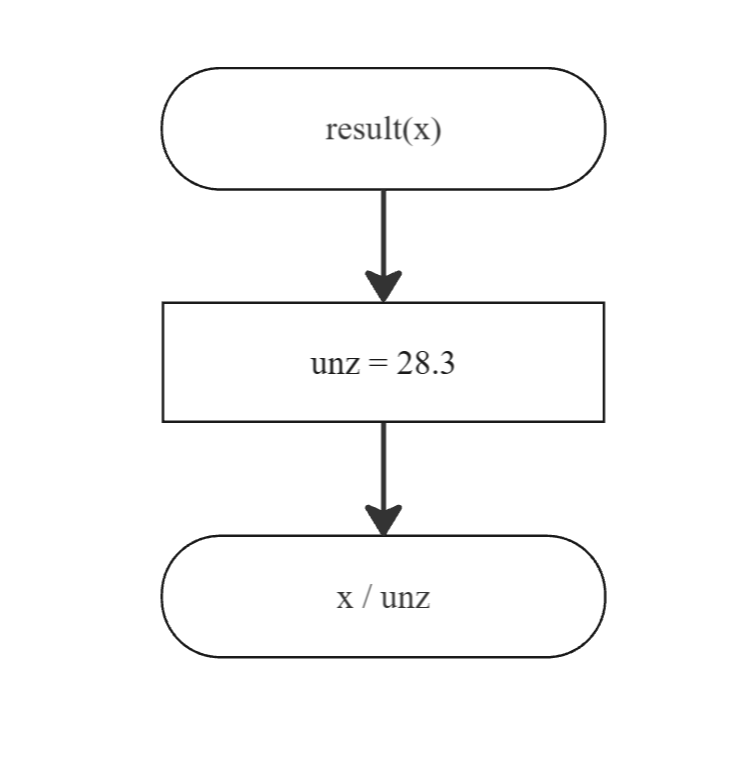 result(x)
unz = 28.3
x / unz